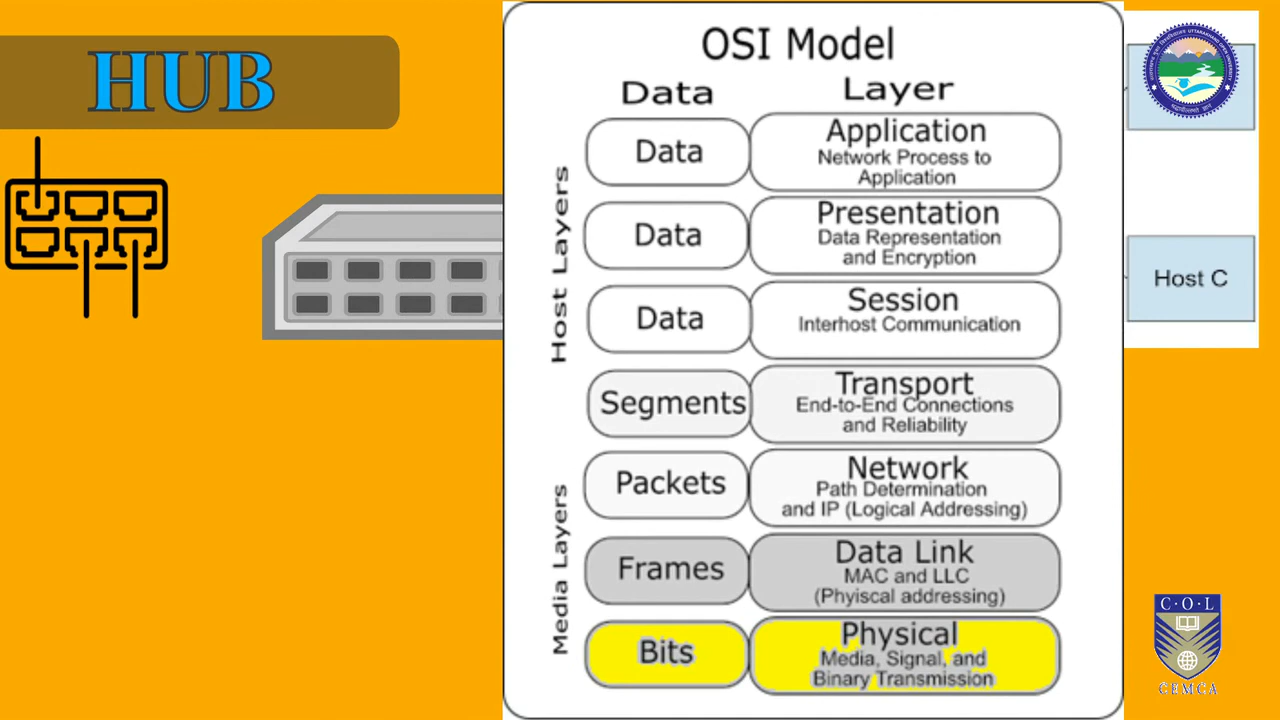 HUB
OSI Model
Data Layer
Host Layers
Data
Application
Network Process to
Application
Data
Presentation
Data Representation
and Encryption
Data
Session
Interhost Communication
Segments
Transport
End-to-End Connections
and Reliability
Media Layers
Packets
Network
Path Determination
and IP (Logical Addressing)
Frames
Data Link
MAC and LLC
(Phyiscal addressing)
Bits
Physical
Media, Signal, and
Binary Transmission
Host C
C·O·L
CEMCA